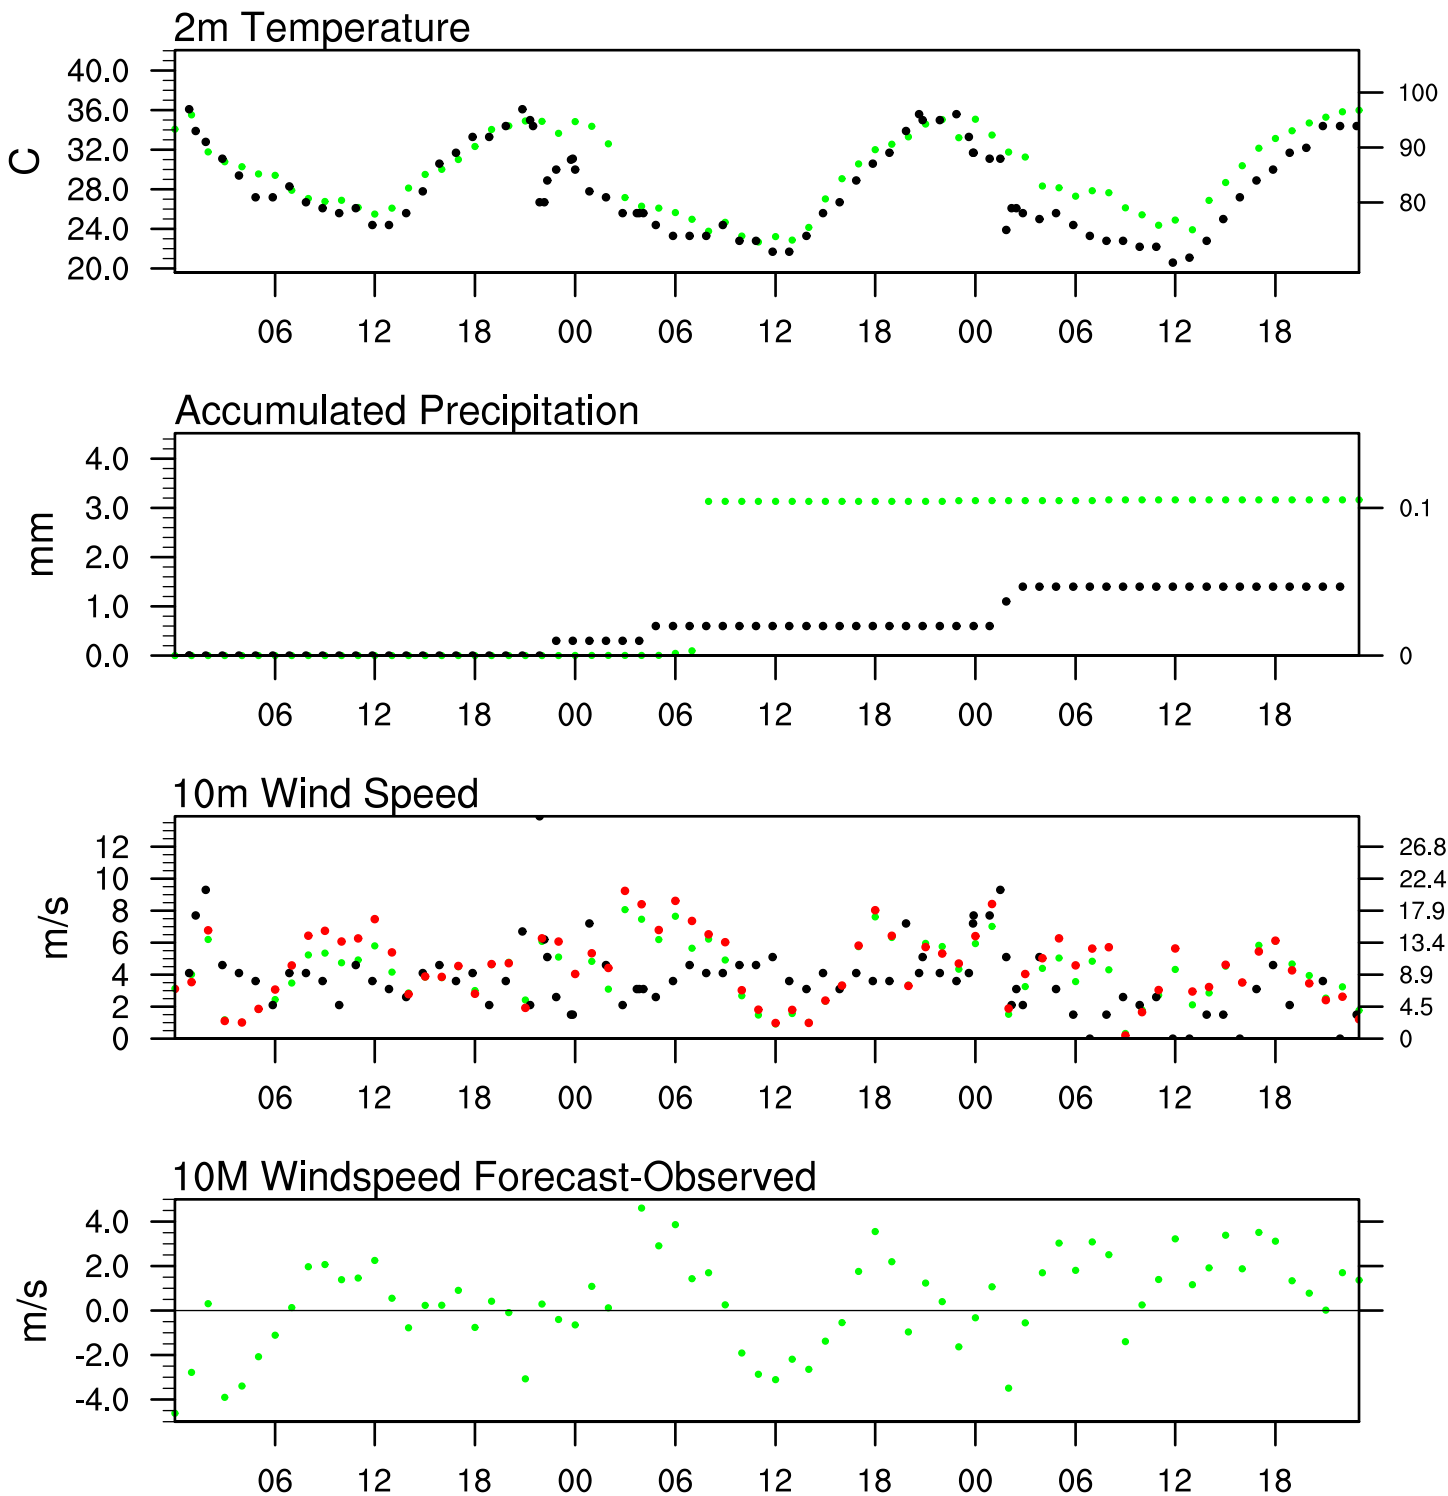 2m Temperature
40.0
36.0
32.0
28.0
24.0
20.0
C
100
90
80
06 12 18 00 06 12 18 00 06 12 18
Accumulated Precipitation
4.0
3.0
2.0
1.0
0.0
mm
0.1
0
06 12 18 00 06 12 18 00 06 12 18
10m Wind Speed
12
10
8
6
4
2
0
m/s
26.8
22.4
17.9
13.4
8.9
4.5
0
06 12 18 00 06 12 18 00 06 12 18
10M Windspeed Forecast-Observed
4.0
2.0
0.0
-2.0
-4.0
m/s
06 12 18 00 06 12 18 00 06 12 18